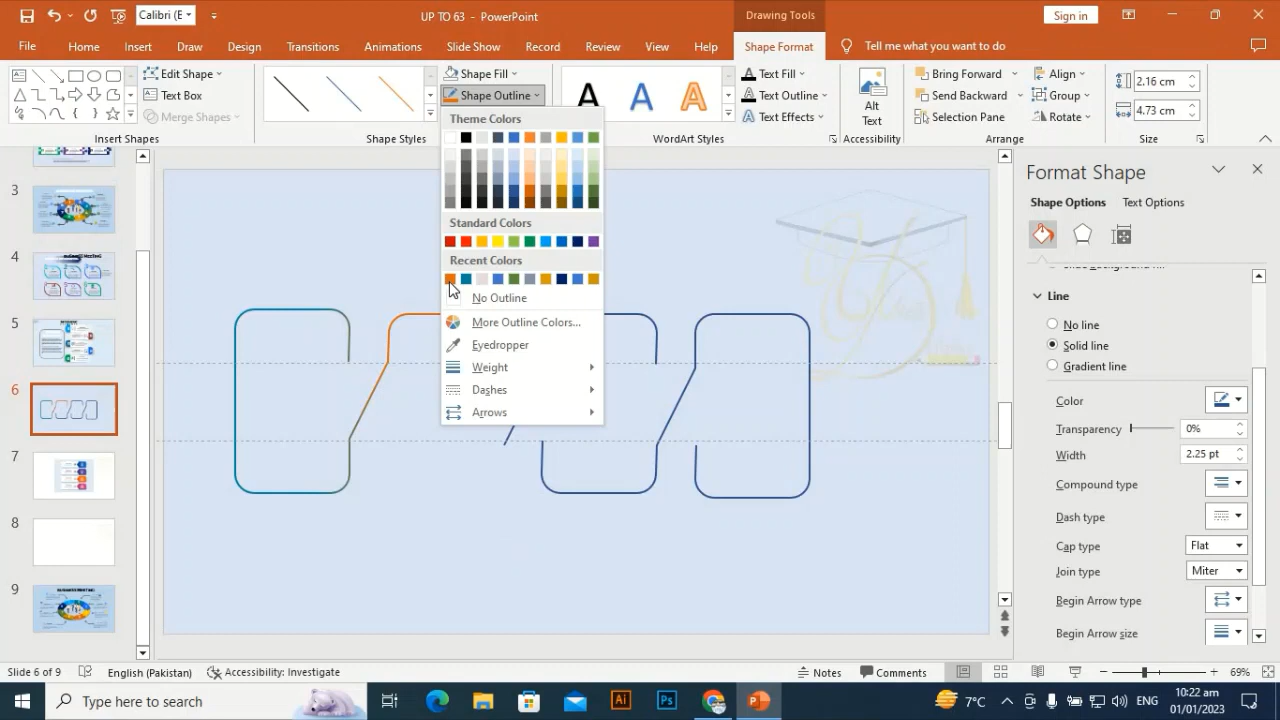 Calibri (E
UP TO 63 - PowerPoint
Drawing Tools
Sign in
File
Home
Insert
Draw
Design
Transitions
Animations
Slide Show
Record
Review
View
Help
Shape Format
Tell me what you want to do
Edit Shape
Text Box
Merge Shapes
Insert Shapes
Shape Styles
Shape Fill
Shape Outline
A
A
A
WordArt Styles
Text Fill
Text Outline
Text Effects
Alt
Text
Accessibility
Bring Forward
Send Backward
Selection Pane
Align
Group
Rotate
Arrange
2.16 cm
4.73 cm
Size
Theme Colors
Standard Colors
Recent Colors
No Outline
More Outline Colors...
Eyedropper
Weight
Dashes
Arrows
3
4
5
6
7
8
9
Format Shape
Shape Options
Text Options
Line
No line
Solid line
Gradient line
Color
Transparency
0%
Width
2.25 pt
Compound type
Dash type
Cap type
Flat
Join type
Miter
Begin Arrow type
Begin Arrow size
Slide 6 of 9
English (Pakistan)
Accessibility: Investigate
Notes
Comments
69%
Type here to search
Ai
Ps
7°C
ENG
10:22 am
01/01/2023